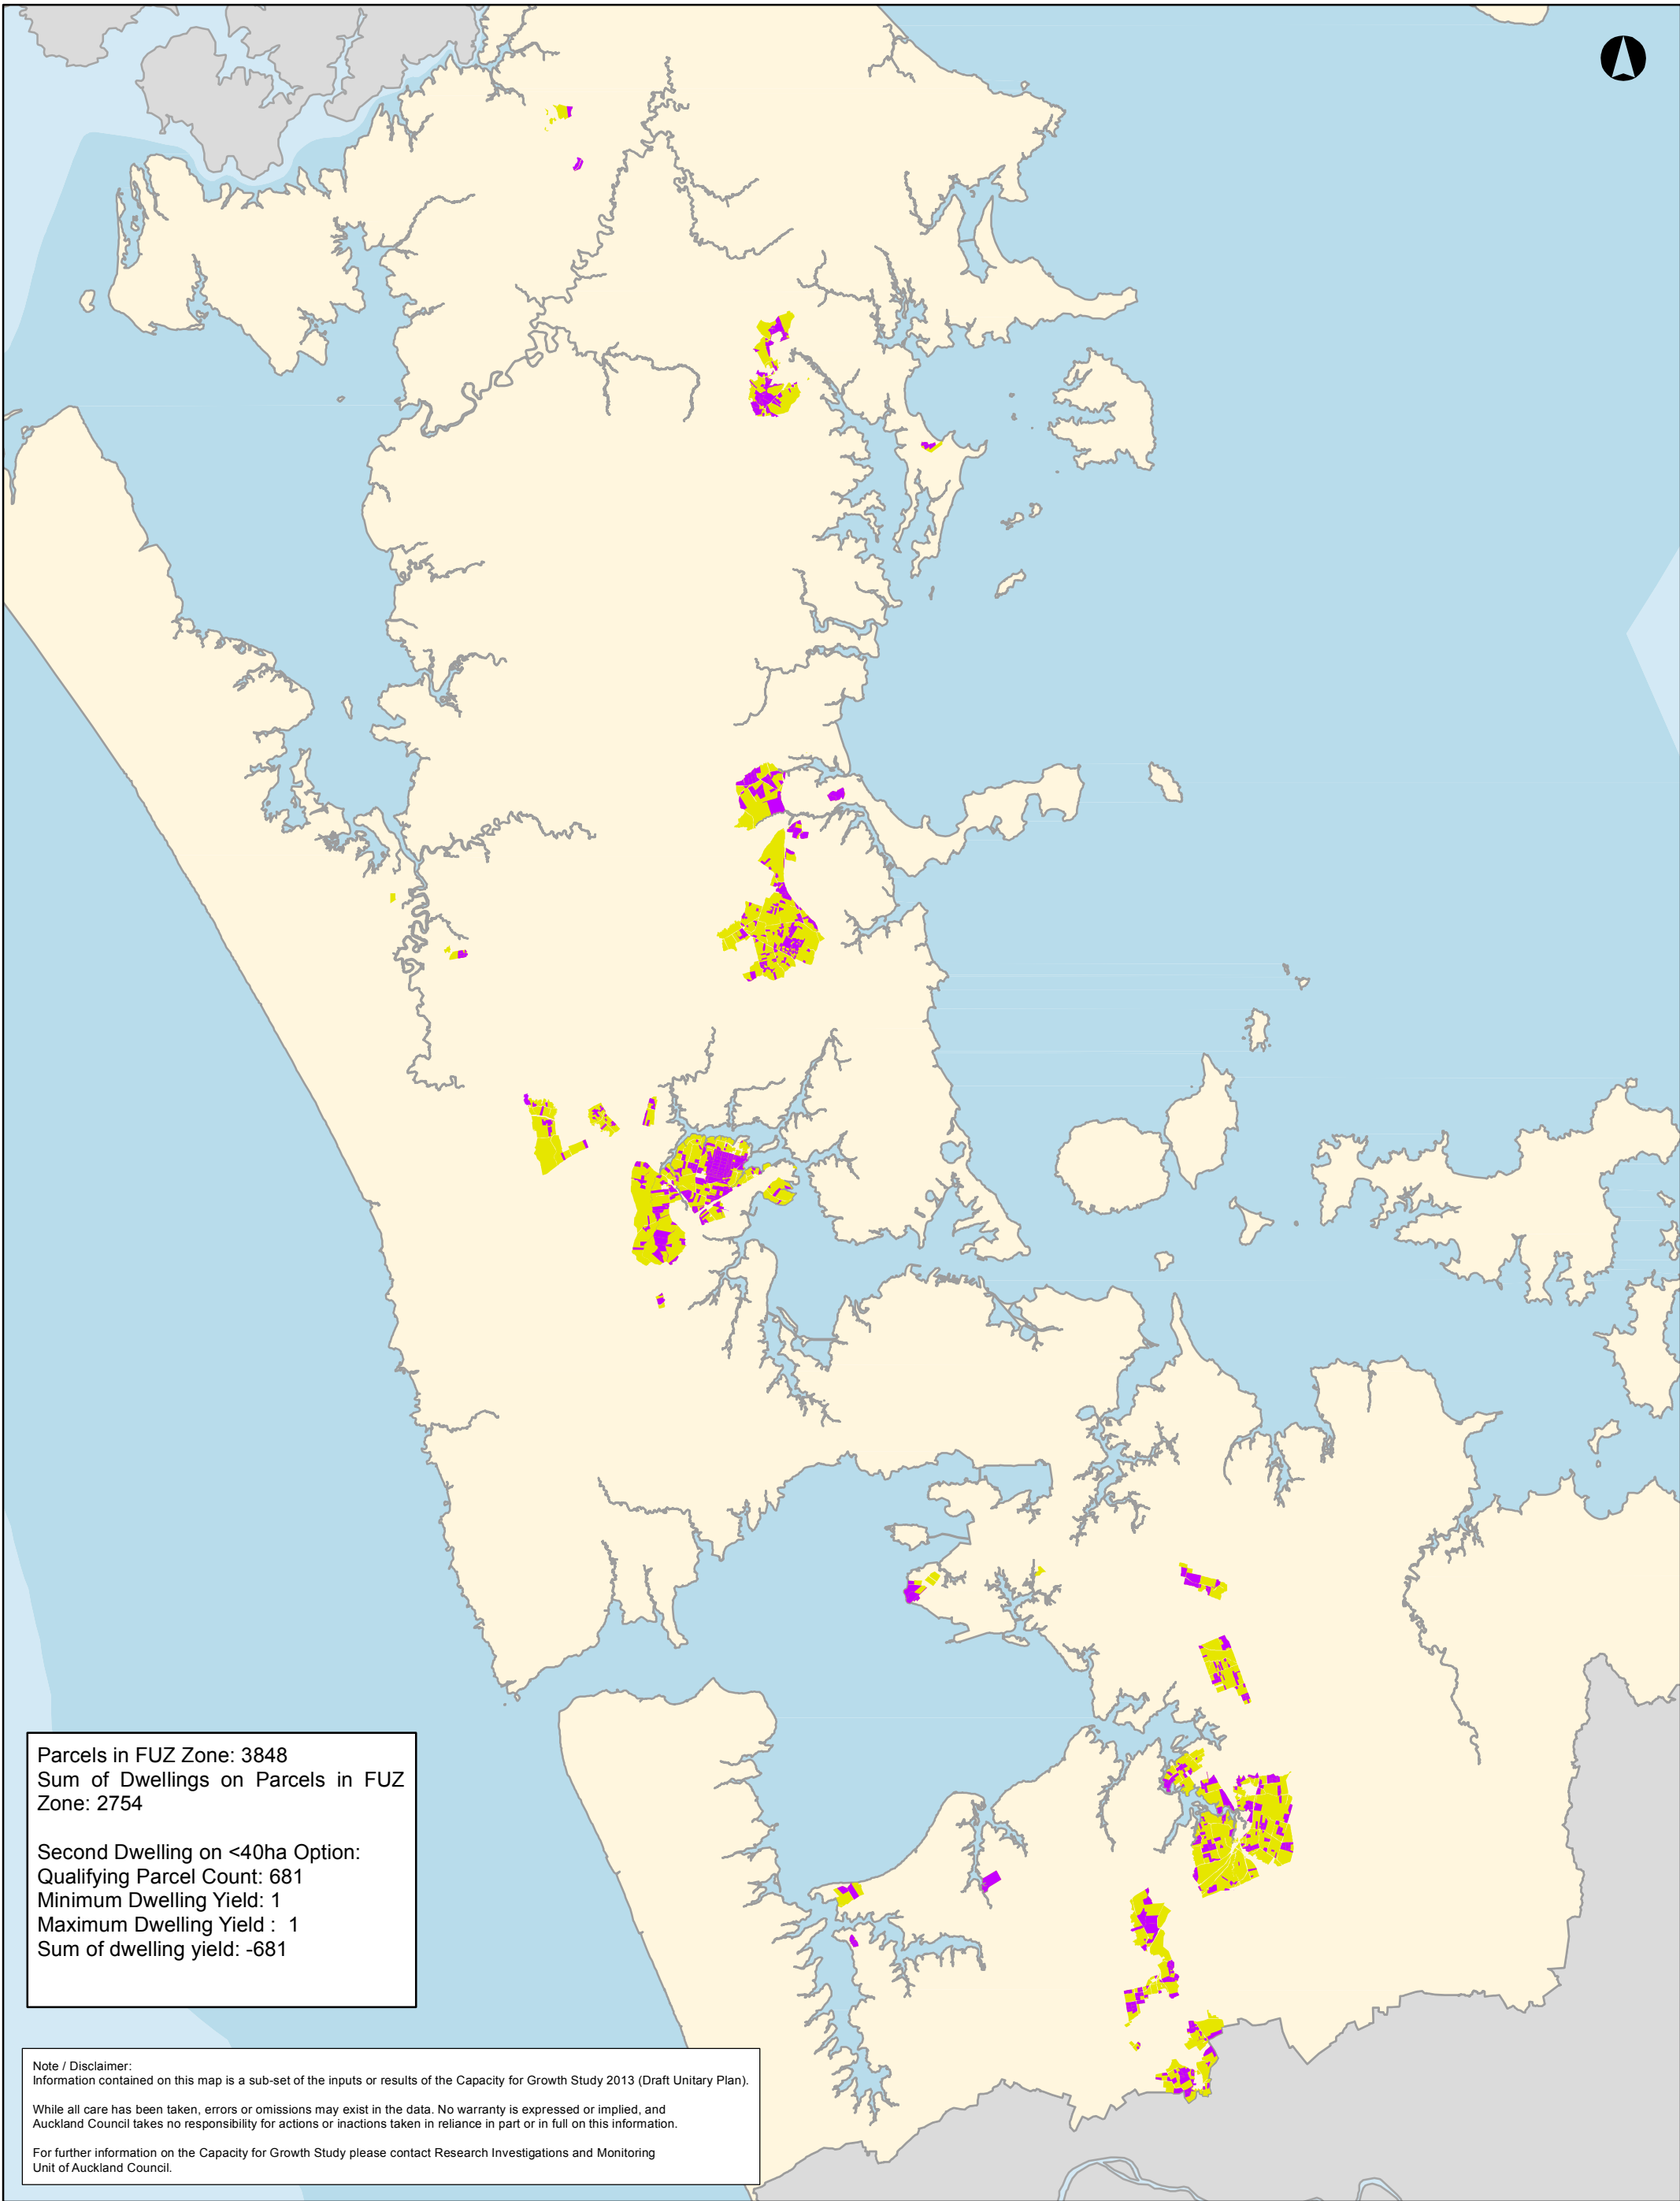 Parcels in FUZ Zone: 3848
Sum of Dwellings on Parcels in FUZ
Zone: 2754
Second Dwelling on <40ha Option:
Qualifying Parcel Count: 681
Minimum Dwelling Yield: 1
Maximum Dwelling Yield :  1
Sum of dwelling yield: -681
Note / Disclaimer:
Information contained on this map is a sub-set of the inputs or results of the Capacity for Growth Study 2013 (Draft Unitary Plan).
While all care has been taken, errors or omissions may exist in the data. No warranty is expressed or implied, and
Auckland Council takes no responsibility for actions or inactions taken in reliance in part or in full on this information.
For further information on the Capacity for Growth Study please contact Research Investigations and Monitoring
Unit of Auckland Council.